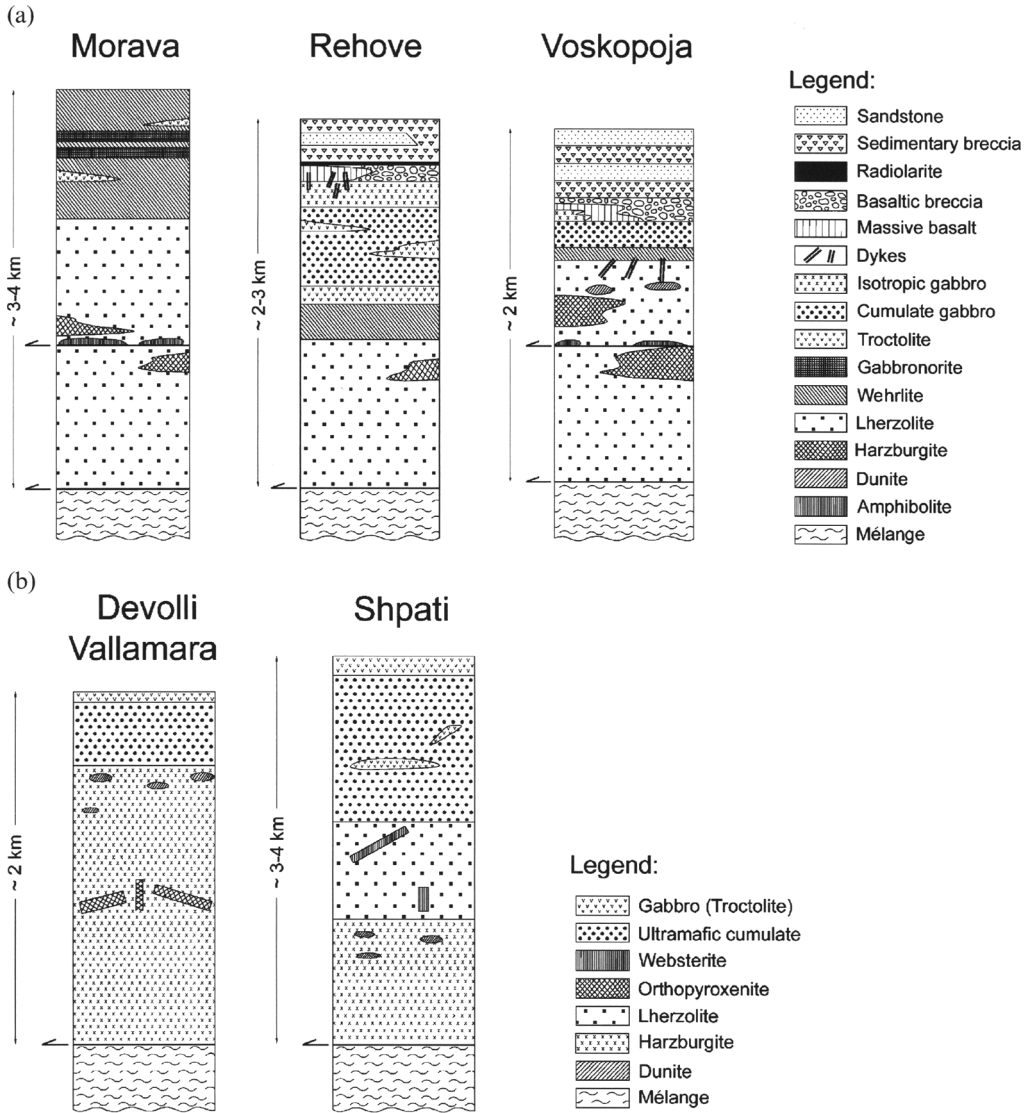 (a)
Morava
Rehove
Voskopoja
~ 3-4 km
~ 2-3 km
~ 2 km
Legend:
Sandstone
Sedimentary breccia
Radiolarite
Basaltic breccia
Massive basalt
Dykes
Isotropic gabbro
Cumulate gabbro
Troctolite
Gabbronorite
Wehrlite
Lherzolite
Harzburgite
Dunite
Amphibolite
Mélange
(b)
Devolli
Vallamara
Shpati
~ 2 km
~ 3-4 km
Legend:
Gabbro (Troctolite)
Ultramafic cumulate
Websterite
Orthopyroxenite
Lherzolite
Harzburgite
Dunite
Mélange